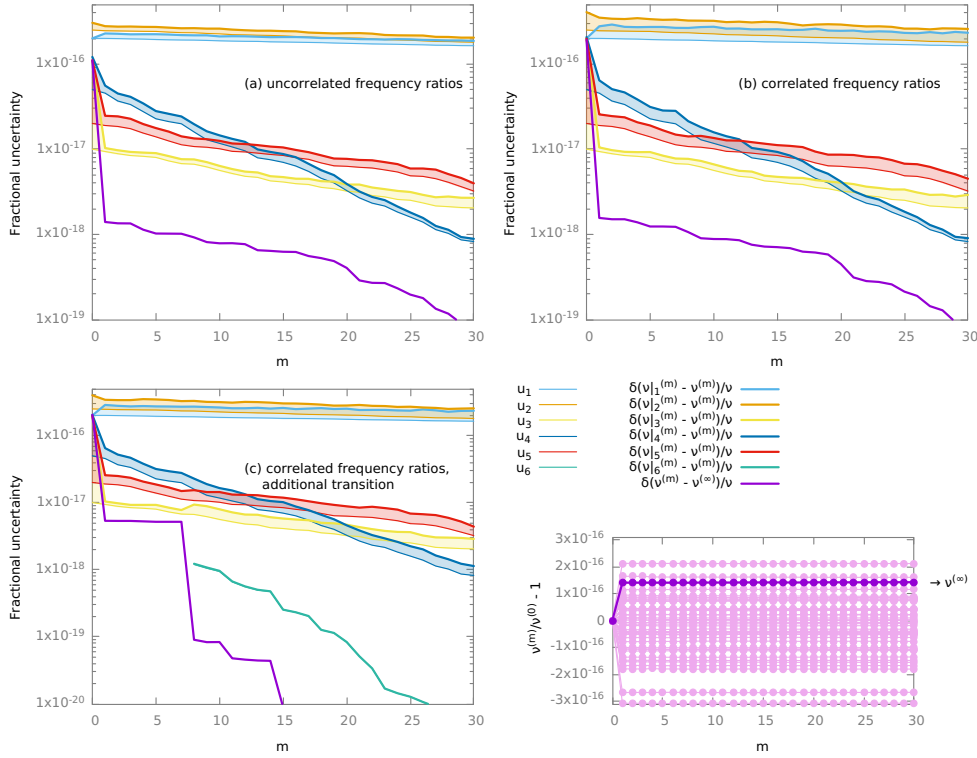 1x10-16
1x10-17
1x10-18
1x10-19
Fractional uncertainty
(a) uncorrelated frequency ratios
0 5 10 15 20 25 30
m
1x10-16
1x10-17
1x10-18
1x10-19
Fractional uncertainty
(b) correlated frequency ratios
0 5 10 15 20 25 30
m
1x10-16
1x10-17
1x10-18
1x10-19
1x10-20
Fractional uncertainty
(c) correlated frequency ratios,
additional transition
0 5 10 15 20 25 30
m
u1 δ(ν|1(m) - ν(m))/ν
u2 δ(ν|2(m) - ν(m))/ν
u3 δ(ν|3(m) - ν(m))/ν
u4 δ(ν|4(m) - ν(m))/ν
u5 δ(ν|5(m) - ν(m))/ν
u6 δ(ν|6(m) - ν(m))/ν
δ(ν(m) - ν(∞))/ν
3x10-16
2x10-16
1x10-16
0
-1x10-16
-2x10-16
-3x10-16
ν(m)/ν(0) - 1
→ ν(∞)
0 5 10 15 20 25 30
m